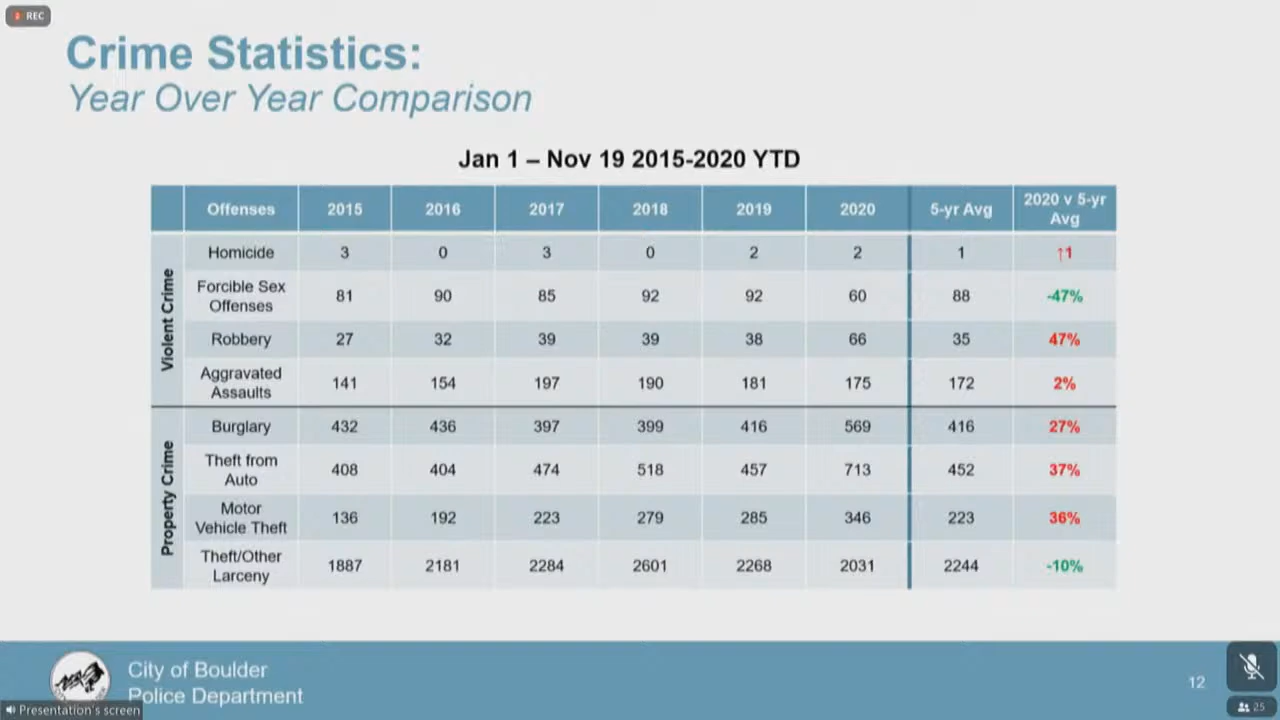 REC
Crime Statistics:
Year Over Year Comparison
Jan 1 – Nov 19 2015-2020 YTD
Offenses 2015 2016 2017 2018 2019 2020 5-yr Avg 2020 v 5-yr
Avg
Violent Crime
Homicide 3 0 3 0 2 2 1 ↑1
Forcible Sex
Offenses 81 90 85 92 92 60 88 -47%
Robbery 27 32 39 39 38 66 35 47%
Aggravated
Assaults 141 154 197 190 181 175 172 2%
Property Crime
Burglary 432 436 397 399 416 569 416 27%
Theft from
Auto 408 404 474 518 457 713 452 37%
Motor
Vehicle Theft 136 192 223 279 285 346 223 36%
Theft/Other
Larceny 1887 2181 2284 2601 2268 2031 2244 -10%
City of Boulder
Police Department
12
Presentation's screen
25